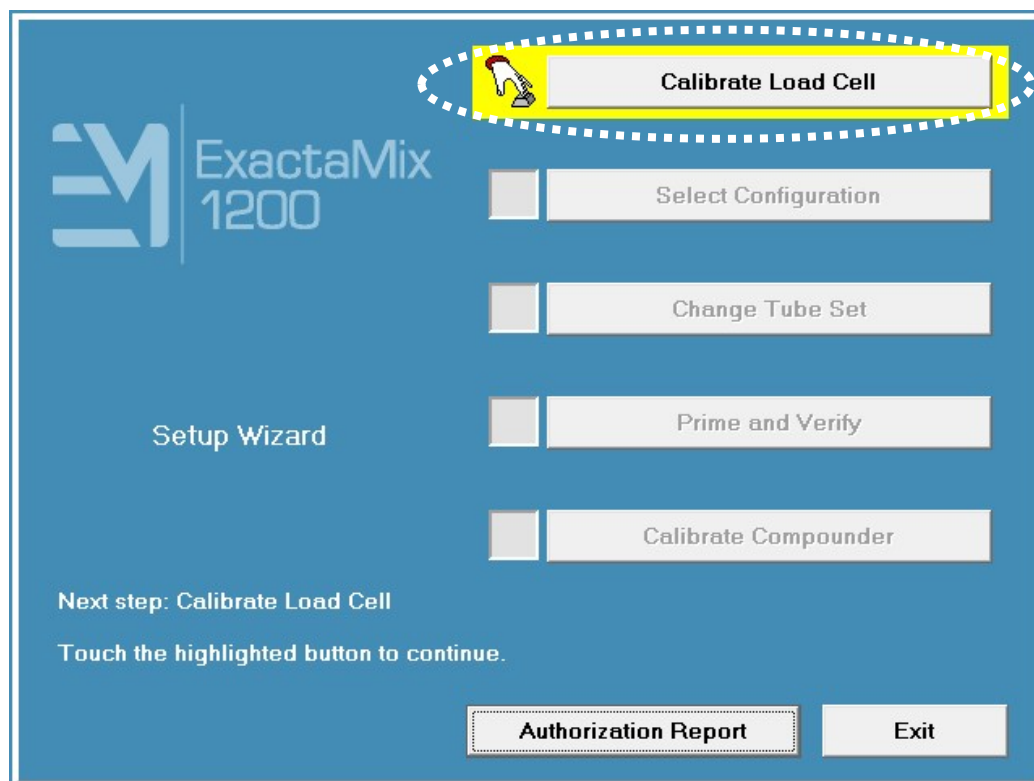 Calibrate Load Cell
ExactaMix
1200
Select Configuration
Change Tube Set
Setup Wizard
Prime and Verify
Calibrate Compounder
Next step: Calibrate Load Cell
Touch the highlighted button to continue.
Authorization Report
Exit